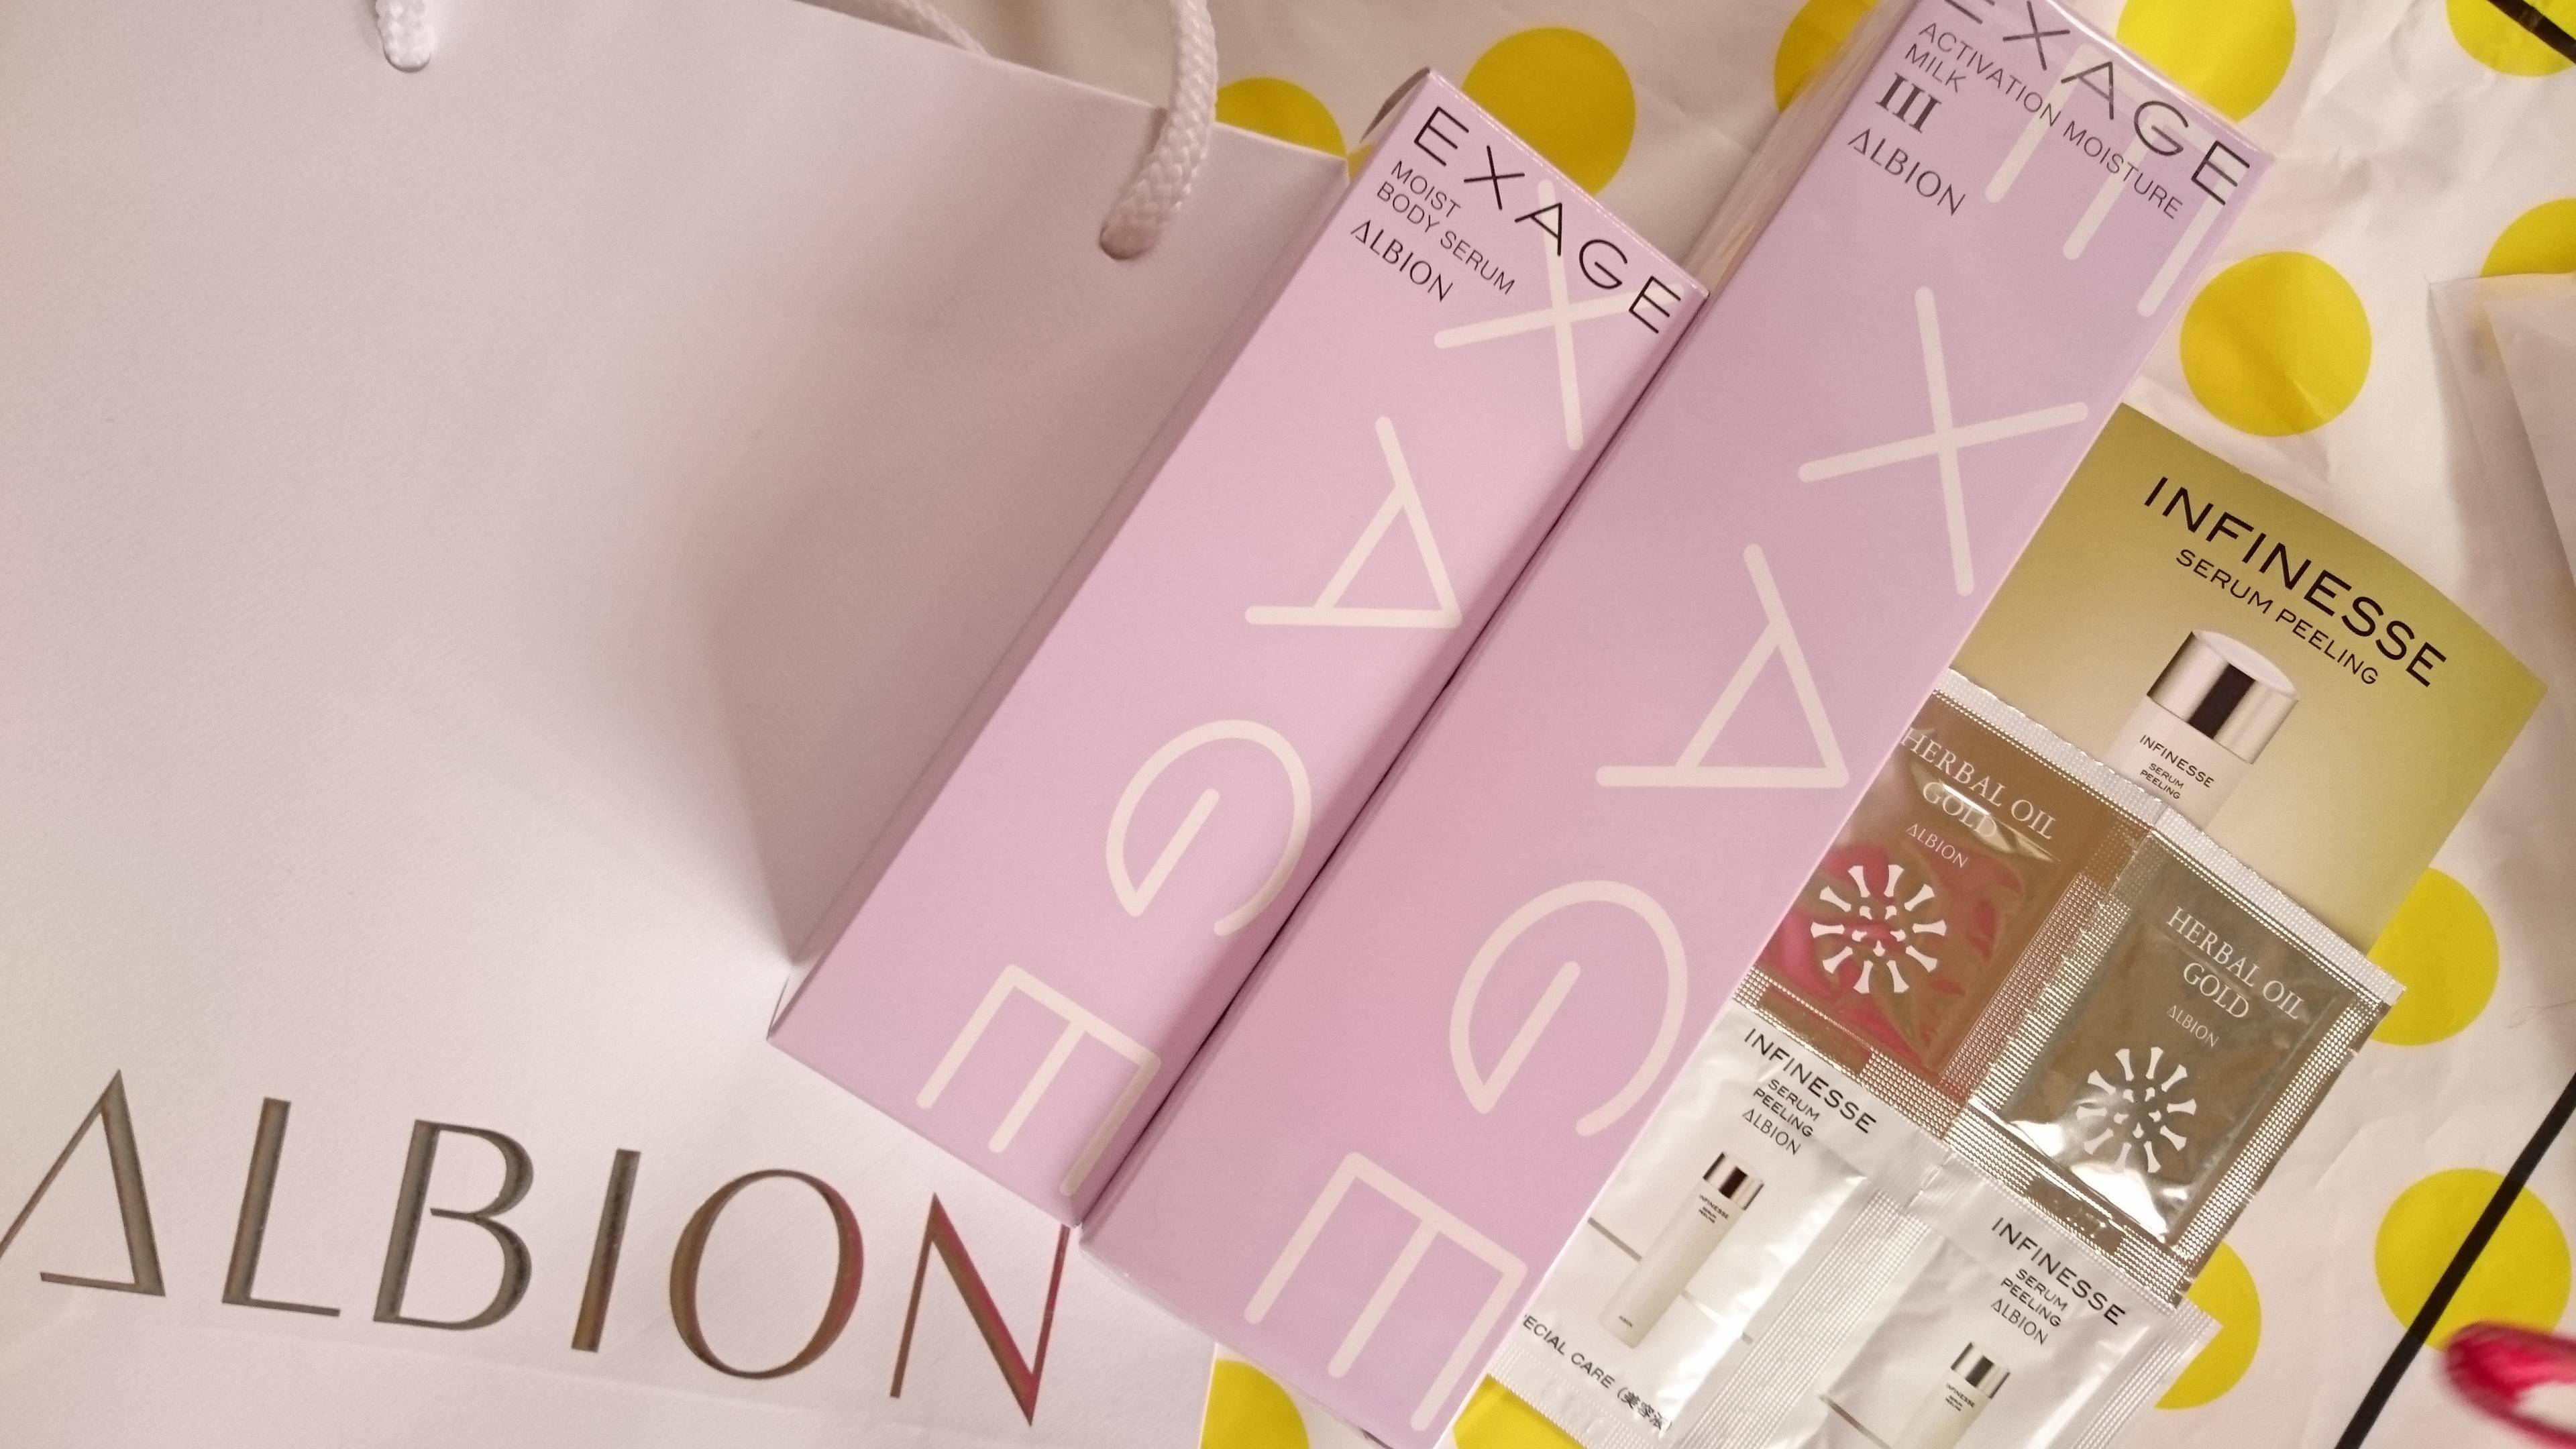 ALBION
EXAGE
MOIST
BODY SERUM
ALBION
EXAGE
EXAGE
ACTIVATION MOISTURE
MILK
III
ALBION
EXAGE
INFINESSE
SERUM PEELING
INFINESSE
SERUM
PEELING
HERBAL OIL
GOLD
ALBION
HERBAL OIL
GOLD
ALBION
INFINESSE
SERUM
PEELING
ALBION
INFINESSE
ECIAL CARE (美容液)
INFINESSE
SERUM
PEELING
ALBION